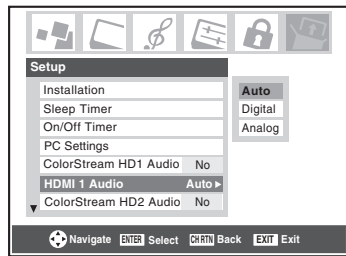 Setup
Installation
Sleep Timer
On/Off Timer
PC Settings
ColorStream HD1 Audio No
HDMI 1 Audio Auto
ColorStream HD2 Audio No
Auto
Digital
Analog
Navigate ENTER Select CH RTN Back EXIT Exit